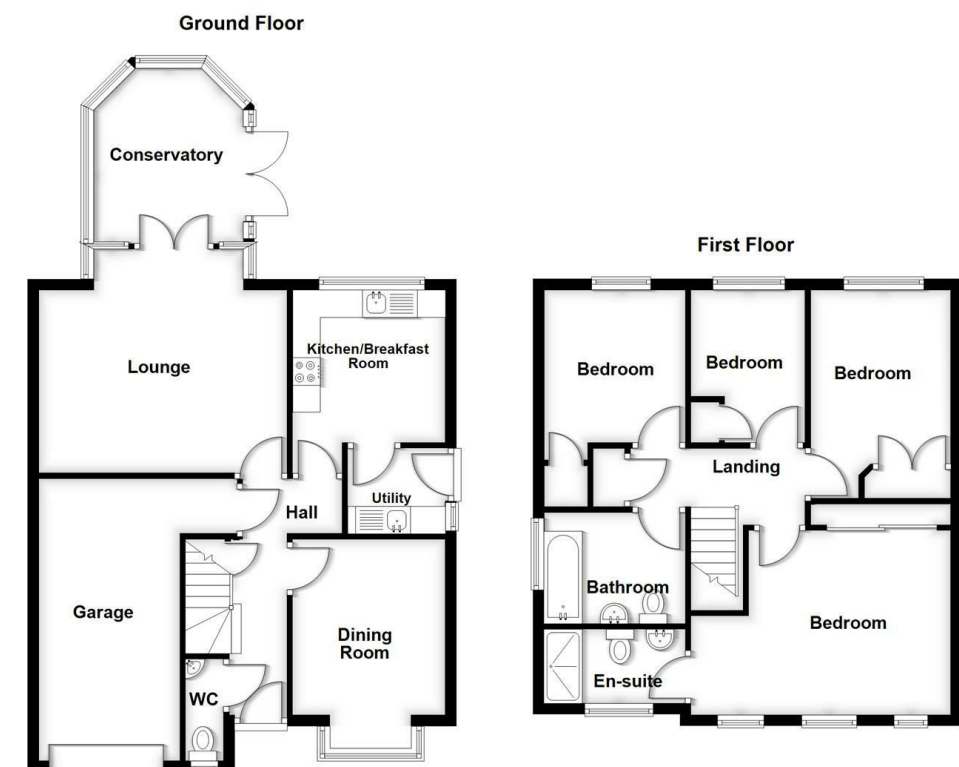 Ground Floor
Conservatory
Lounge
Kitchen/Breakfast
Room
Utility
Hall
Garage
Dining
Room
WC
First Floor
Bedroom
Bedroom
Bedroom
Landing
Bathroom
Bedroom
En-suite